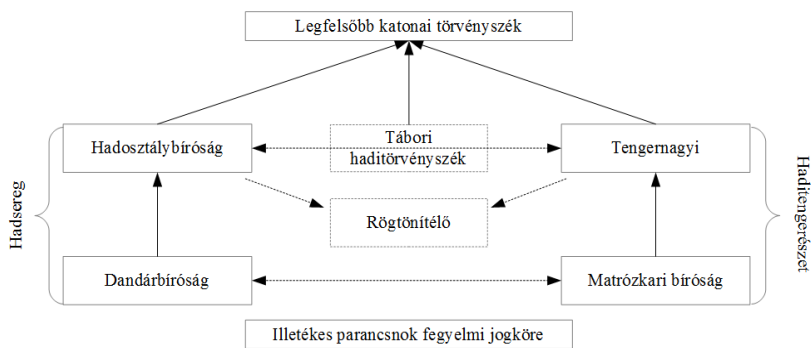 Legfelsőbb katonai törvényszék
Hadosztálybíróság
Tábori
haditörvényszék
Tengernagyi
Hadsereg
Haditengerészet
Rögtönítélő
Dandárbíróság
Matrózkari bíróság
Illetékes parancsnok fegyelmi jogköre